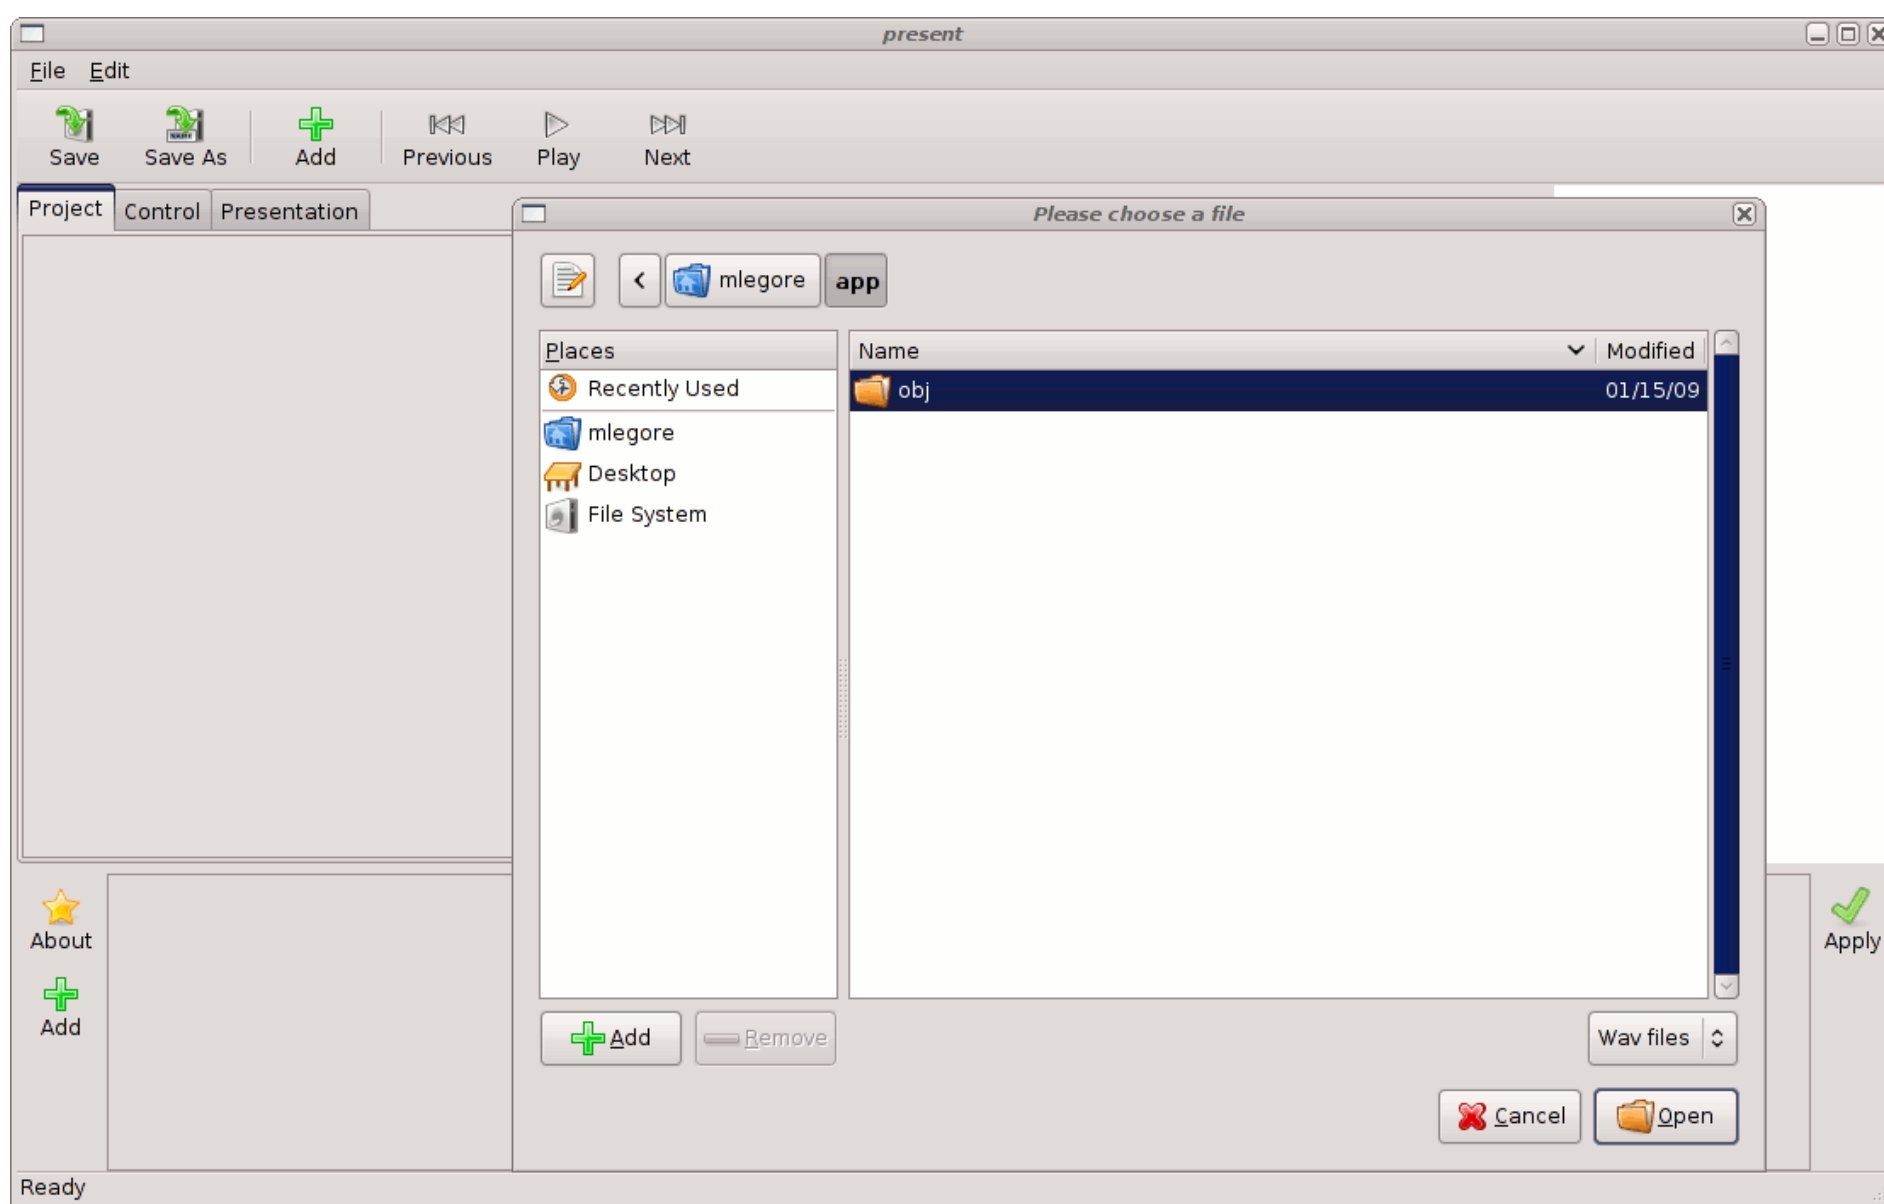 present
File Edit
Save Save As Add Previous Play Next
Project Control Presentation
Please choose a file
mlegore app
Places
Recently Used
mlegore
Desktop
File System
Name Modified
obj 01/15/09
Add Remove
Wav files
Cancel Open
About
Add
Apply
Ready